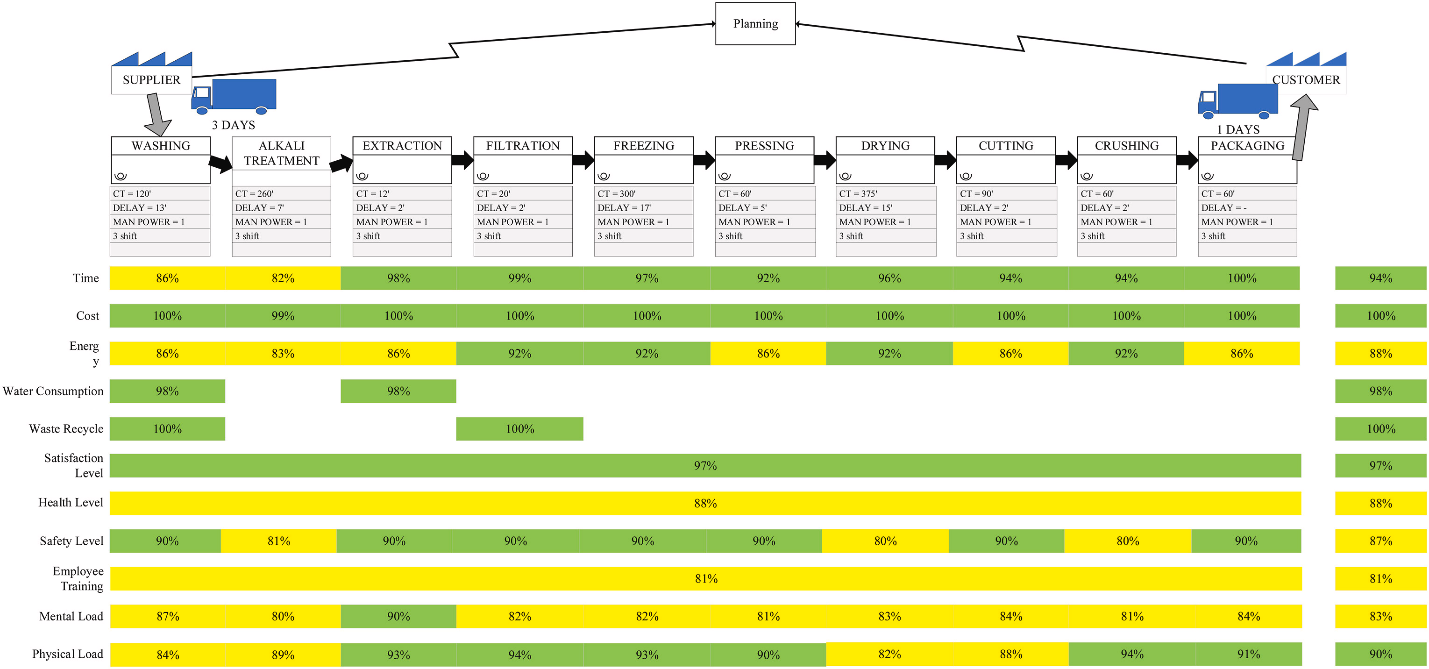 Planning
SUPPLIER
CUSTOMER
3 DAYS
1 DAYS
WASHING
CT = 120'
DELAY = 13'
MAN POWER = 1
3 shift
ALKALI
TREATMENT
CT = 260'
DELAY = 7'
MAN POWER = 1
3 shift
EXTRACTION
CT = 12'
DELAY = 2'
MAN POWER = 1
3 shift
FILTRATION
CT = 20'
DELAY = 2'
MAN POWER = 1
3 shift
FREEZING
CT = 300'
DELAY = 17'
MAN POWER = 1
3 shift
PRESSING
CT = 60'
DELAY = 5'
MAN POWER = 1
3 shift
DRYING
CT = 375'
DELAY = 15'
MAN POWER = 1
3 shift
CUTTING
CT = 90'
DELAY = 2'
MAN POWER = 1
3 shift
CRUSHING
CT = 60'
DELAY = 2'
MAN POWER = 1
3 shift
PACKAGING
CT = 60'
DELAY = -
MAN POWER = 1
3 shift
Time 86% 82% 98% 99% 97% 92% 96% 94% 94% 100% 94%
Cost 100% 99% 100% 100% 100% 100% 100% 100% 100% 100% 100%
Energ
y
86% 83% 86% 92% 92% 86% 92% 86% 92% 86% 88%
Water Consumption 98% 98% 98%
Waste Recycle 100% 100% 100%
Satisfaction
Level
97% 97%
Health Level 88% 88%
Safety Level 90% 81% 90% 90% 90% 90% 80% 90% 80% 90% 87%
Employee
Training
81% 81%
Mental Load 87% 80% 90% 82% 82% 81% 83% 84% 81% 84% 83%
Physical Load 84% 89% 93% 94% 93% 90% 82% 88% 94% 91% 90%